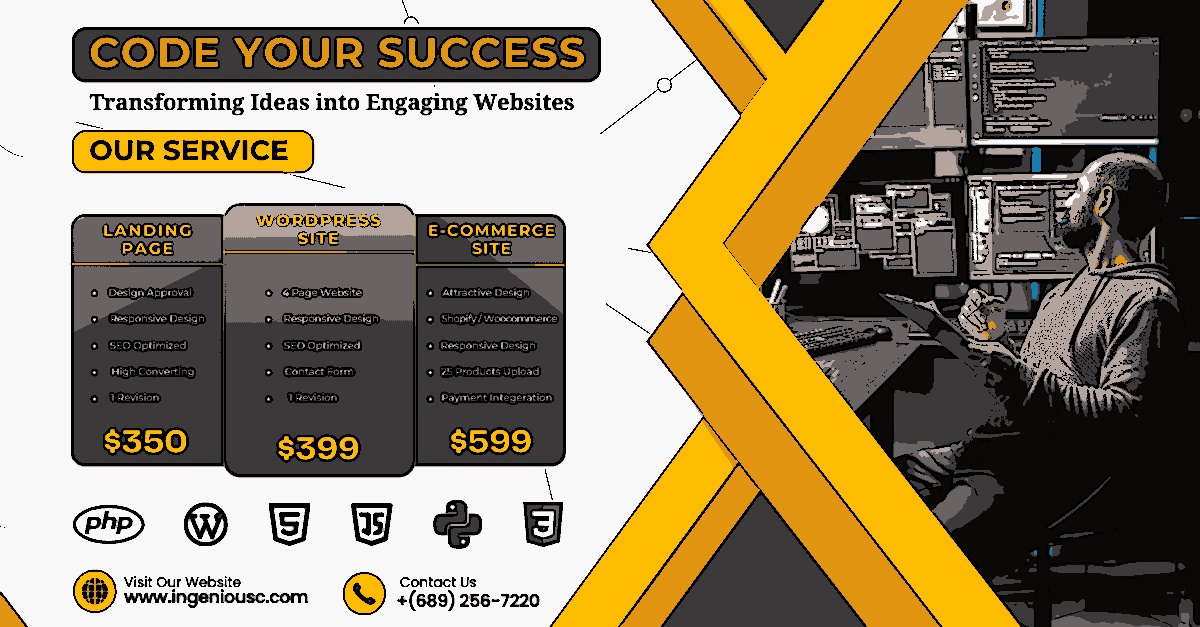 CODE YOUR SUCCESS
Transforming Ideas into Engaging Websites
OUR SERVICE
LANDING
PAGE
Design Approval
Responsive Design
SEO Optimized
High Converting
1 Revision
$350
WORDPRESS
SITE
4 Page Website
Responsive Design
SEO Optimized
Contact Form
1 Revision
$399
E-COMMERCE
SITE
Attractive Design
Shopify / Woocommerce
Responsive Design
25 Products Upload
Payment Integeration
$599
php
W
5
JS
3
Visit Our Website
www.ingeniousc.com
Contact Us
+(689) 256-7220